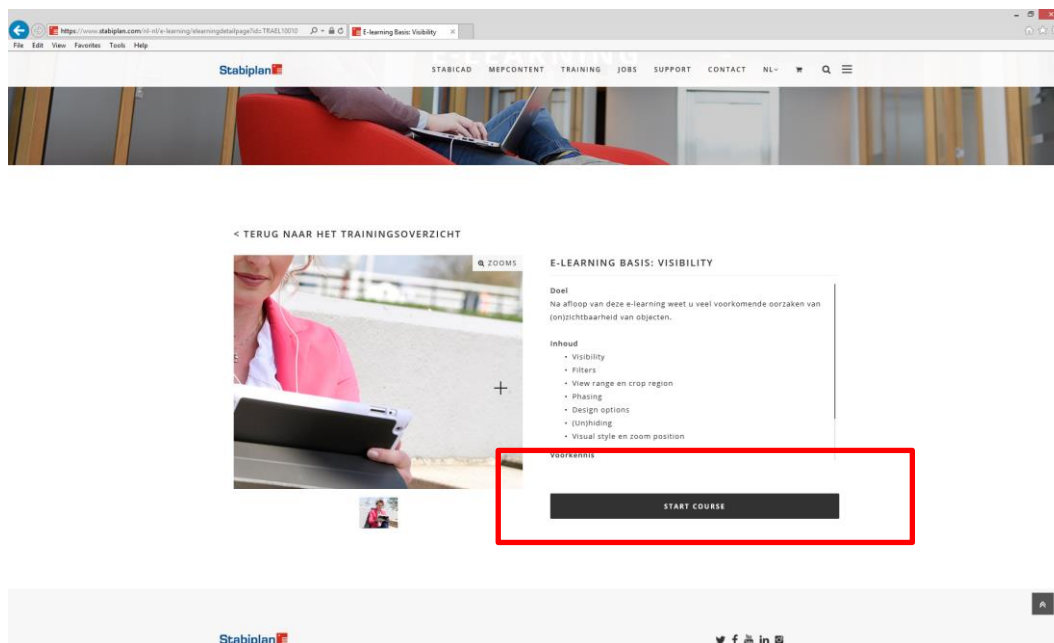 https://www.stabiplan.com/nl-nl/e-learning/elearningdetailpage?id=TRAEL10010
E-learning Basis: Visibility
File Edit View Favorites Tools Help
E-LEARNING
Stabiplan
STABICAD MEPCONTENT TRAINING JOBS SUPPORT CONTACT NL
< TERUG NAAR HET TRAININGSOVERZICHT
ZOOMS
E-LEARNING BASIS: VISIBILITY
Doel
Na afloop van deze e-learning weet u veel voorkomende oorzaken van
(on)zichtbaarheid van objecten.
Inhoud
• Visibility
• Filters
• View range en crop region
• Phasing
• Design options
• (Un)hiding
• Visual style en zoom position
Voorkennis
START COURSE
Stabiplan